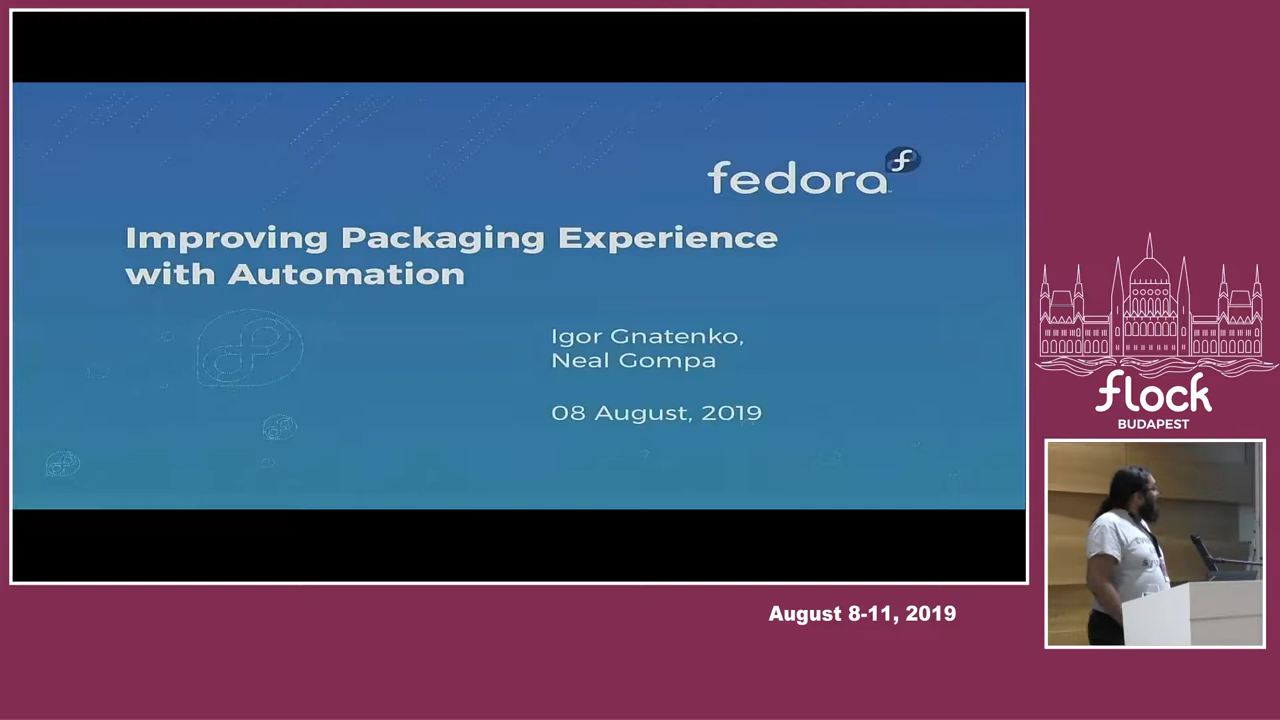 fedora
Improving Packaging Experience
with Automation
Igor Gnatenko,
Neal Gompa
08 August, 2019
flock
BUDAPEST
August 8-11, 2019